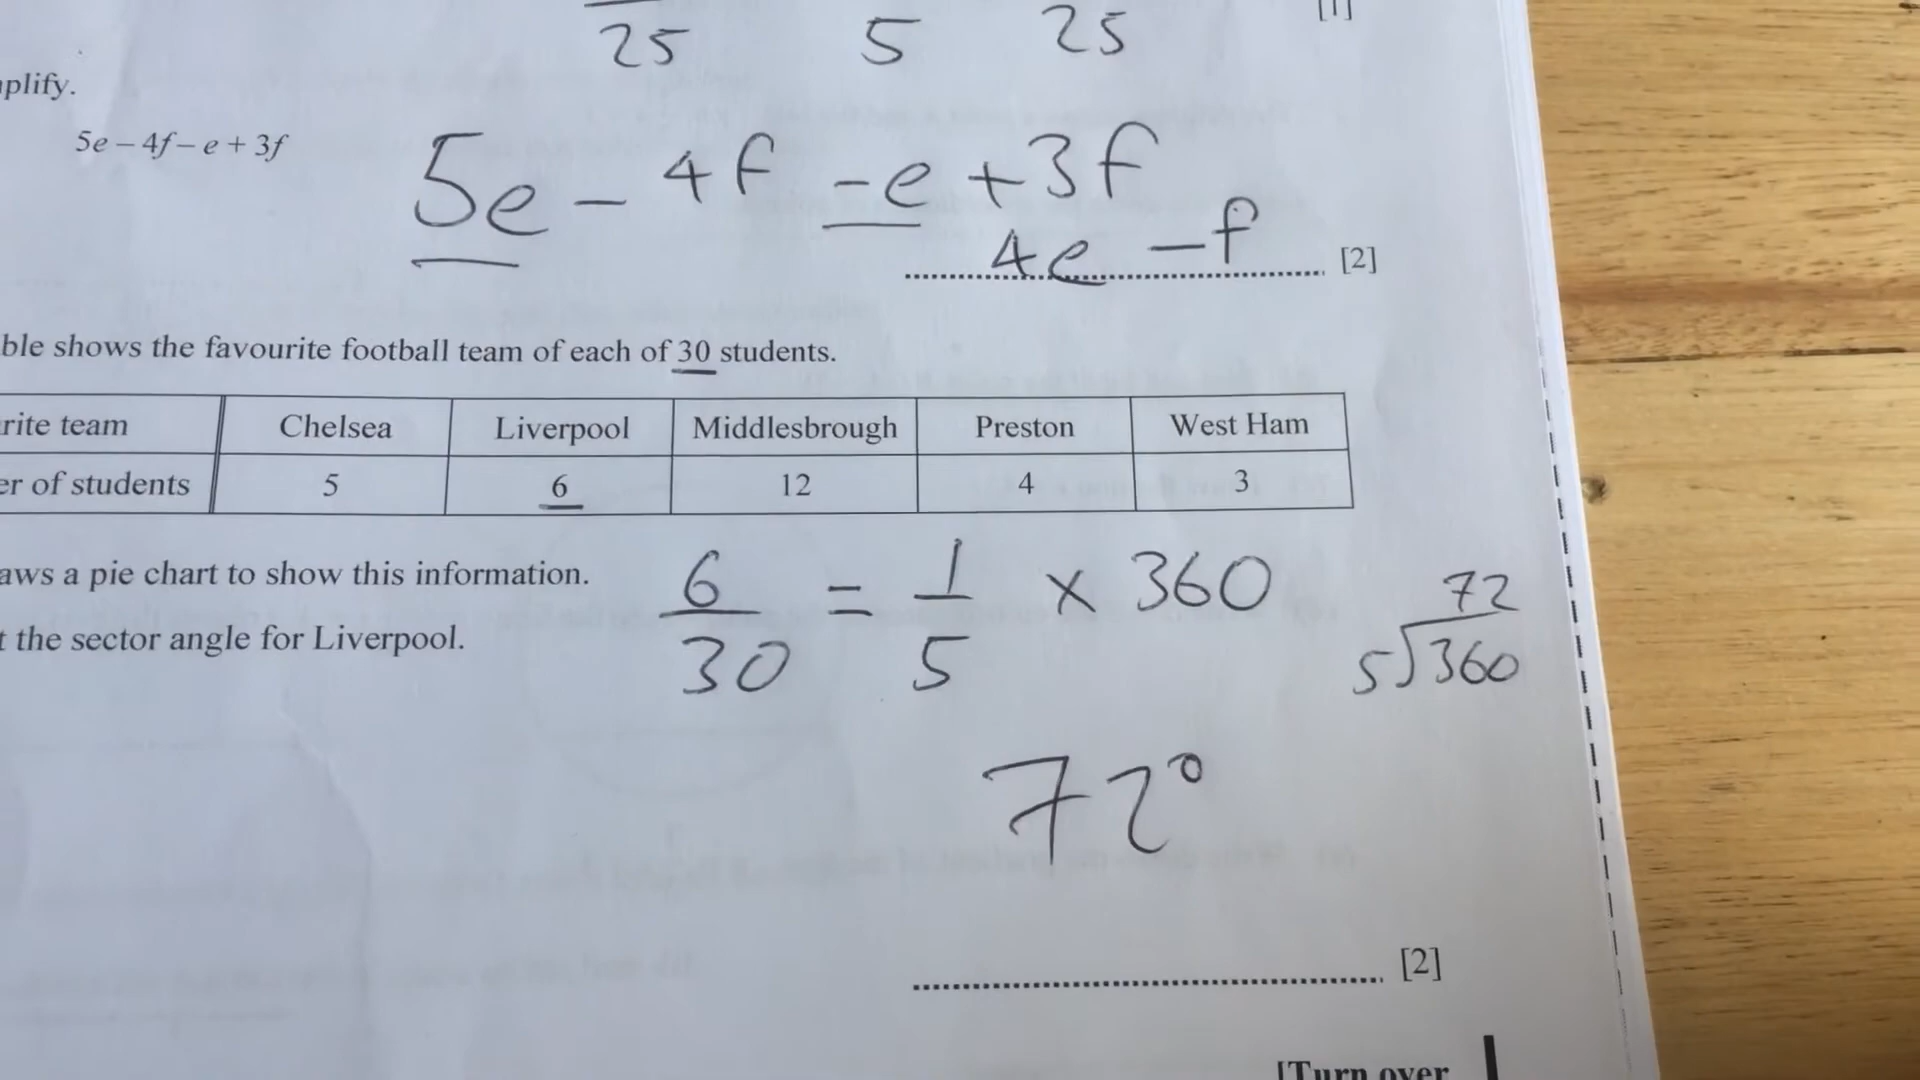 25 5 25 [1]
plify.
5e – 4f – e + 3f
5e - 4f - e + 3f
4e - f [2]
ble shows the favourite football team of each of 30 students.
rite team Chelsea Liverpool Middlesbrough Preston West Ham
er of students 5 6 12 4 3
aws a pie chart to show this information.
t the sector angle for Liverpool.
6/30 = 1/5 x 360
72
5)360
72°
[2]
[Turn over